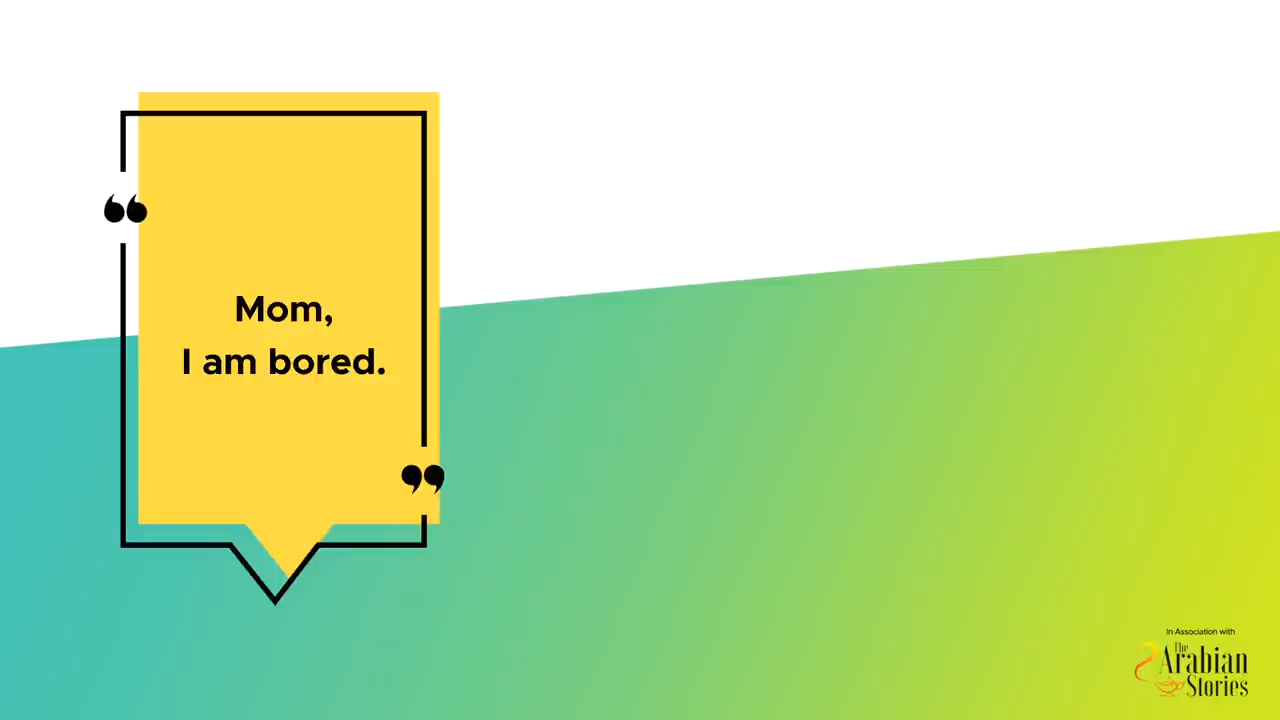 “
Mom,
I am bored.
”
In Association with
The
Arabian
Stories